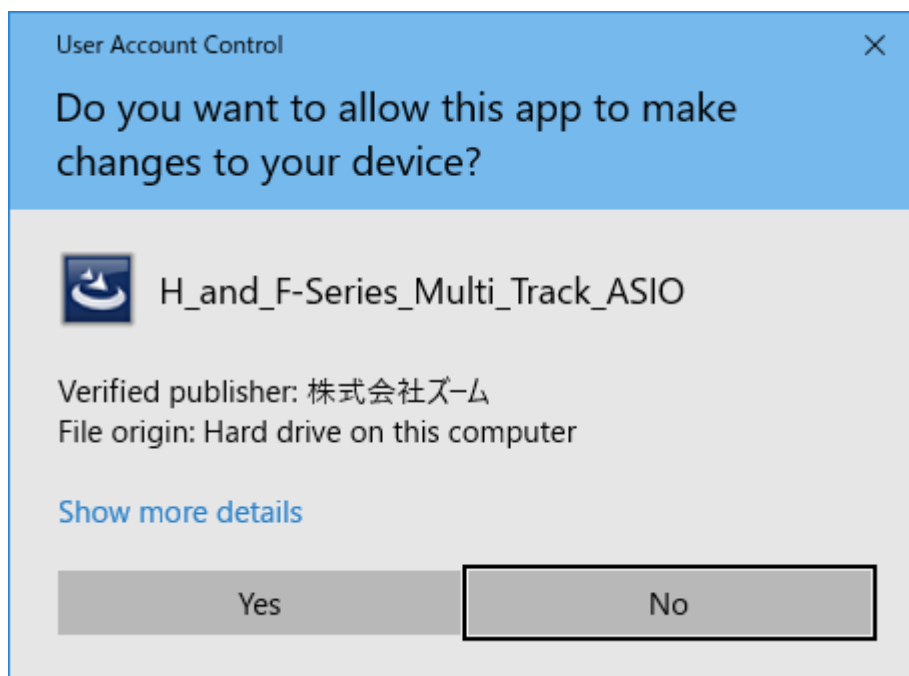 User Account Control
Do you want to allow this app to make
changes to your device?
H_and_F-Series_Multi_Track_ASIO
Verified publisher: 株式会社ズーム
File origin: Hard drive on this computer
Show more details
Yes
No